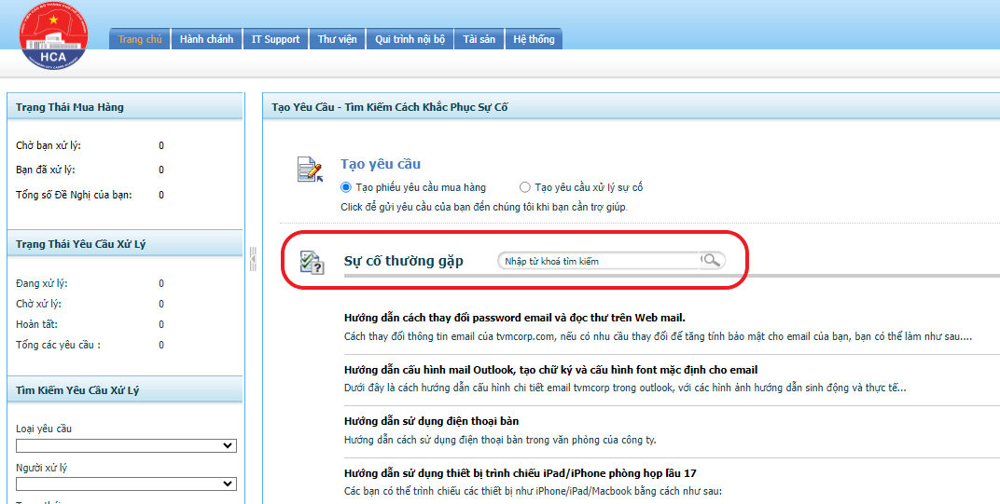 HCA
Trang chủ
Hành chánh
IT Support
Thư viện
Qui trình nội bộ
Tài sản
Hệ thống
Trạng Thái Mua Hàng
Chờ bạn xử lý: 0
Bạn đã xử lý: 0
Tổng số Đề Nghị của bạn: 0
Trạng Thái Yêu Cầu Xử Lý
Đang xử lý: 0
Chờ xử lý: 0
Hoàn tất: 0
Tổng các yêu cầu : 0
Tìm Kiếm Yêu Cầu Xử Lý
Loại yêu cầu
Người xử lý
Tạo Yêu Cầu - Tìm Kiếm Cách Khắc Phục Sự Cố
Tạo yêu cầu
Tạo phiếu yêu cầu mua hàng
Tạo yêu cầu xử lý sự cố
Click để gửi yêu cầu của bạn đến chúng tôi khi bạn cần trợ giúp.
Sự cố thường gặp
Nhập từ khoá tìm kiếm
Hướng dẫn cách thay đổi password email và đọc thư trên Web mail.
Cách thay đổi thông tin email của tvmcorp.com, nếu có nhu cầu thay đổi để tăng tính bảo mật cho email của bạn, bạn có thể làm như sau....
Hướng dẫn cấu hình mail Outlook, tạo chữ ký và cấu hình font mặc định cho email
Dưới đây là cách hướng dẫn cấu hình chi tiết email tvmcorp trong outlook, với các hình ảnh hướng dẫn sinh động và thực tế...
Hướng dẫn sử dụng điện thoại bàn
Hướng dẫn cách sử dụng điện thoại bàn trong văn phòng của công ty.
Hướng dẫn sử dụng thiết bị trình chiếu iPad/iPhone phòng họp lầu 17
Các bạn có thể trình chiếu các thiết bị như iPhone/iPad/Macbook bằng cách như sau: